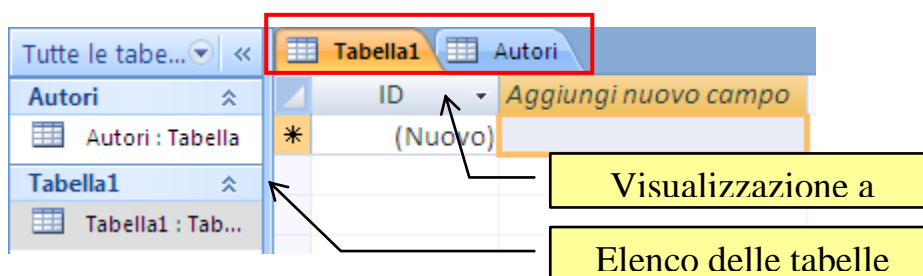 Tutte le tabe... «
Tabella1 Autori
Autori
Autori : Tabella
Tabella1
Tabella1 : Tab...
ID Aggiungi nuovo campo
* (Nuovo)
Visualizzazione a
Elenco delle tabelle